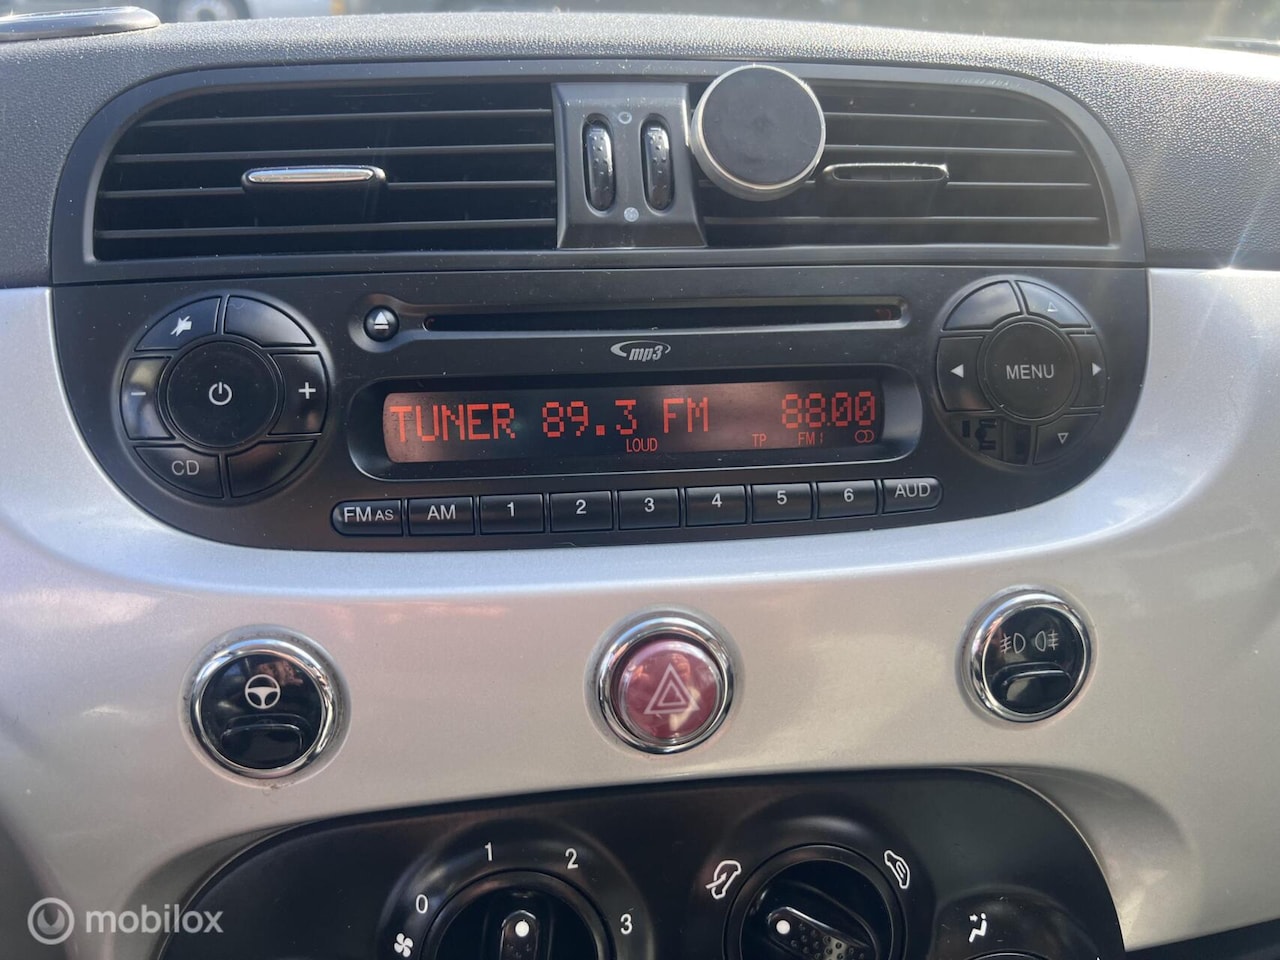 mp3
TUNER 89.3 FM 88:00
LOUD TP FM1
MENU
CD
FM AS AM 1 2 3 4 5 6 AUD
0 1 2 3
mobilox